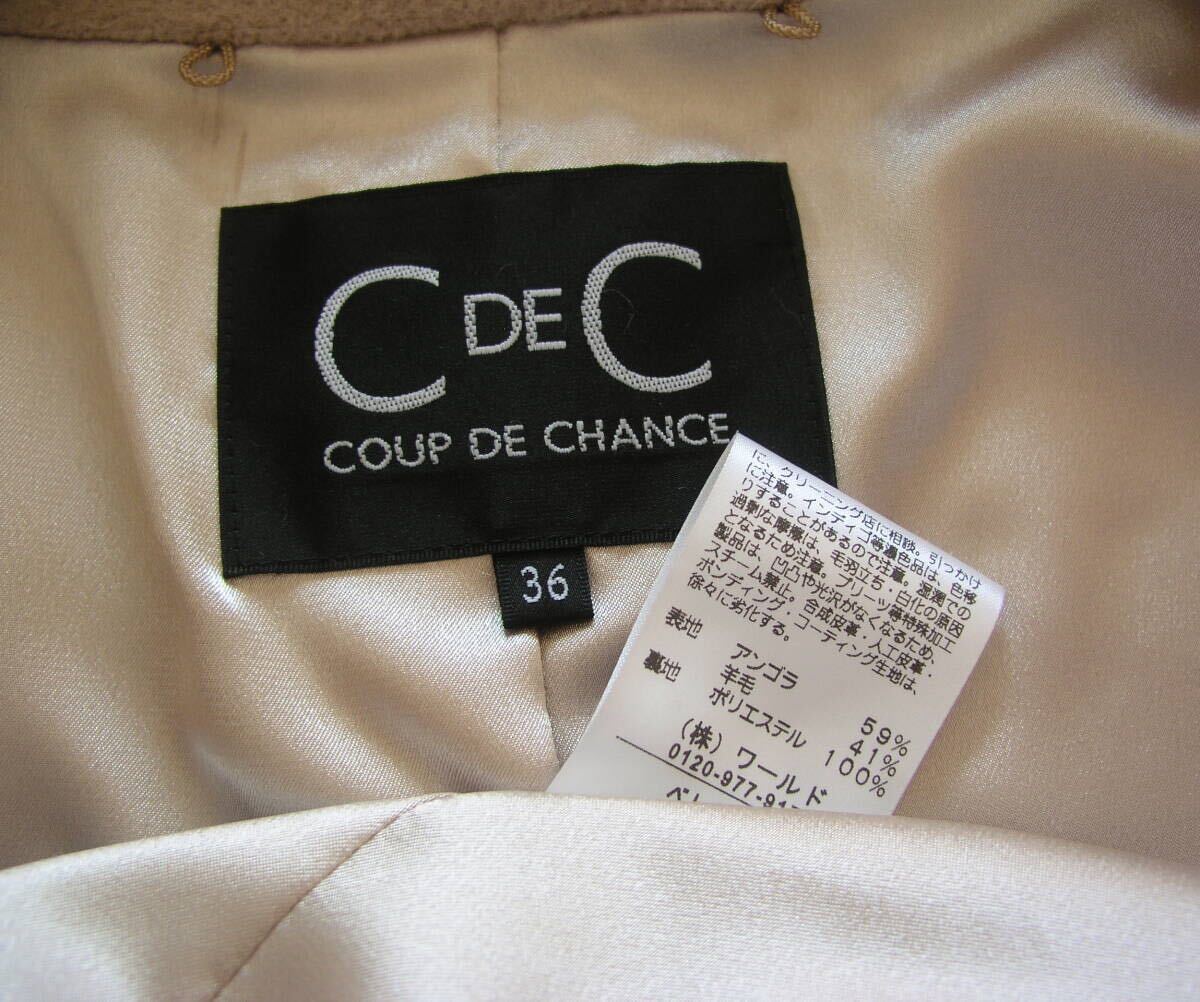 C DE C
COUP DE CHANCE
36
に、クリーニング店に相談。引っかけ
に注意。インディゴ等濃色品は、色移
りすることがあるので注意。湿潤での
過剰な摩擦は、毛羽立ち・白化の原因
となるため注意。プリーツ等特殊加工
製品は、凹凸や光沢がなくなるため、
スチーム禁止。合成皮革・人工皮革・
ボンディング・コーティング生地は、
徐々に劣化する。
表地 アンゴラ 59%
羊毛 41%
裏地 ポリエステル 100%
(株) ワールド
0120-977-91